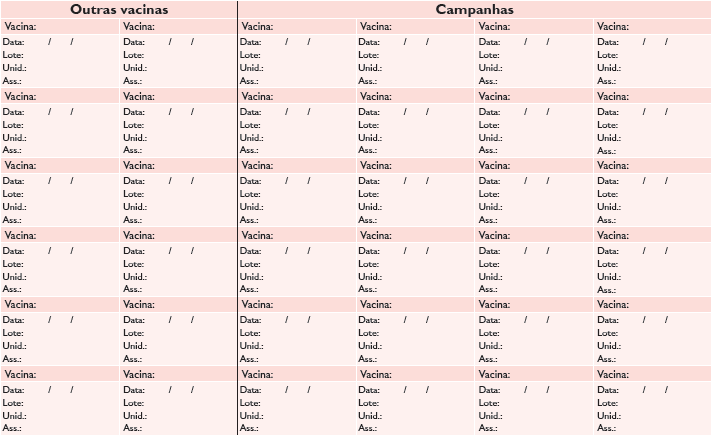 Outras vacinas Campanhas
Vacina: Vacina: Vacina: Vacina: Vacina: Vacina:
Data: / / Data: / / Data: / / Data: / / Data: / / Data: / /
Lote: Lote: Lote: Lote: Lote: Lote:
Unid.: Unid.: Unid.: Unid.: Unid.: Unid.:
Ass.: Ass.: Ass.: Ass.: Ass.: Ass.:
Vacina: Vacina: Vacina: Vacina: Vacina: Vacina:
Data: / / Data: / / Data: / / Data: / / Data: / / Data: / /
Lote: Lote: Lote: Lote: Lote: Lote:
Unid.: Unid.: Unid.: Unid.: Unid.: Unid.:
Ass.: Ass.: Ass.: Ass.: Ass.: Ass.:
Vacina: Vacina: Vacina: Vacina: Vacina: Vacina:
Data: / / Data: / / Data: / / Data: / / Data: / / Data: / /
Lote: Lote: Lote: Lote: Lote: Lote:
Unid.: Unid.: Unid.: Unid.: Unid.: Unid.:
Ass.: Ass.: Ass.: Ass.: Ass.: Ass.:
Vacina: Vacina: Vacina: Vacina: Vacina: Vacina:
Data: / / Data: / / Data: / / Data: / / Data: / / Data: / /
Lote: Lote: Lote: Lote: Lote: Lote:
Unid.: Unid.: Unid.: Unid.: Unid.: Unid.:
Ass.: Ass.: Ass.: Ass.: Ass.: Ass.:
Vacina: Vacina: Vacina: Vacina: Vacina: Vacina:
Data: / / Data: / / Data: / / Data: / / Data: / / Data: / /
Lote: Lote: Lote: Lote: Lote: Lote:
Unid.: Unid.: Unid.: Unid.: Unid.: Unid.:
Ass.: Ass.: Ass.: Ass.: Ass.: Ass.:
Vacina: Vacina: Vacina: Vacina: Vacina: Vacina:
Data: / / Data: / / Data: / / Data: / / Data: / / Data: / /
Lote: Lote: Lote: Lote: Lote: Lote:
Unid.: Unid.: Unid.: Unid.: Unid.: Unid.:
Ass.: Ass.: Ass.: Ass.: Ass.: Ass.: